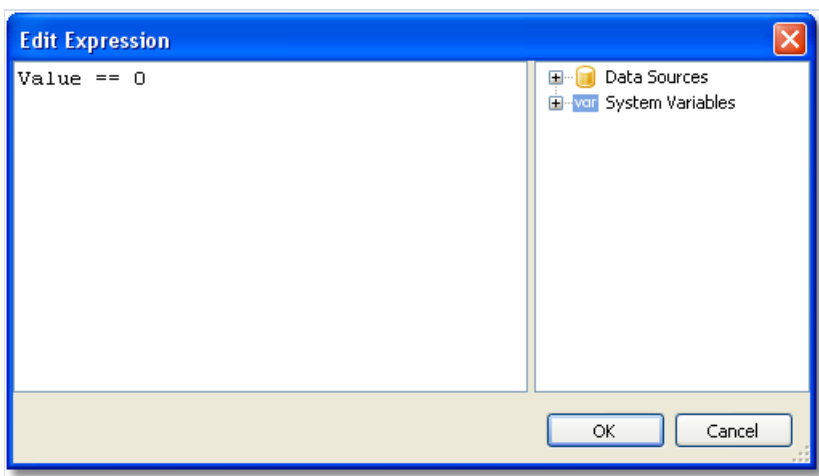 Edit Expression
Value == 0
Data Sources
var System Variables
OK Cancel